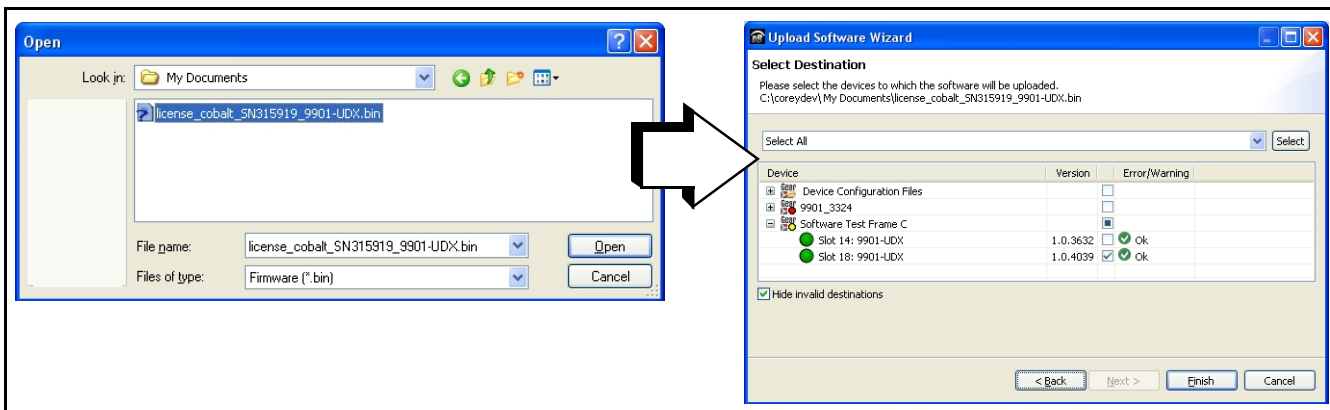 Open
Look in: My Documents
license_cobalt_SN315919_9901-UDX.bin
File name: license_cobalt_SN315919_9901-UDX.bin Open
Files of type: Firmware (*.bin) Cancel
Upload Software Wizard
Select Destination
Please select the devices to which the software will be uploaded.
C:\coreydev\My Documents\license_cobalt_SN315919_9901-UDX.bin
Select All Select
Device Version Error/Warning
Device Configuration Files
9901_3324
Software Test Frame C
Slot 14: 9901-UDX 1.0.3632 Ok
Slot 18: 9901-UDX 1.0.4039 Ok
Hide invalid destinations
< Back Next > Finish Cancel